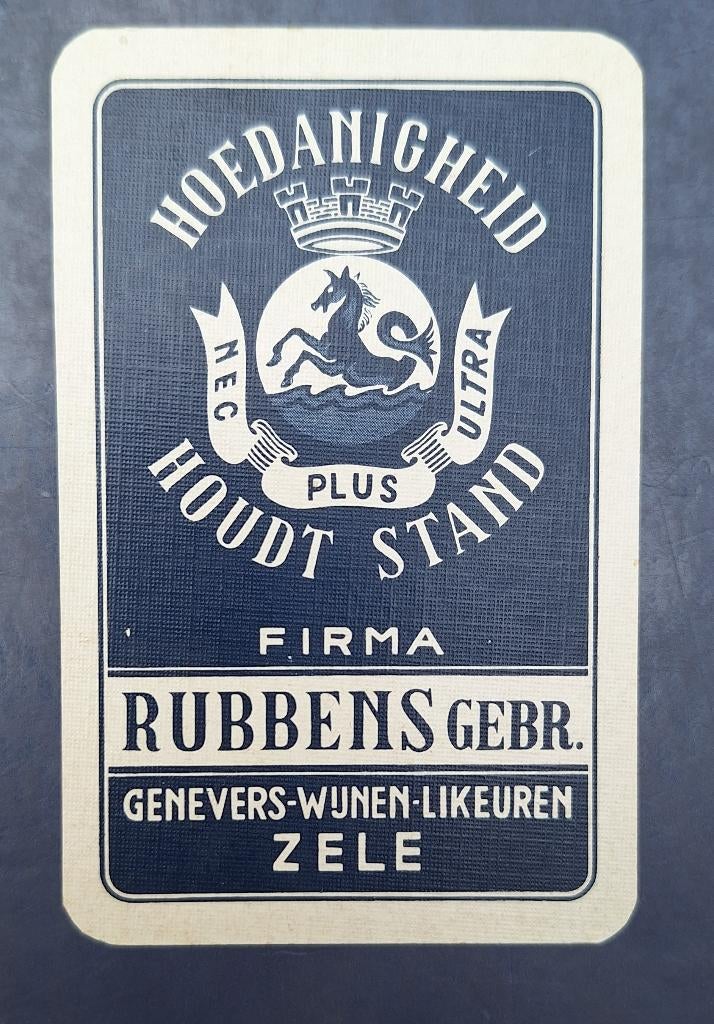 HOEDANIGHEID
NEC PLUS ULTRA
HOUDT STAND
FIRMA
RUBBENS GEBR.
GENEVERS-WIJNEN-LIKEUREN
ZELE